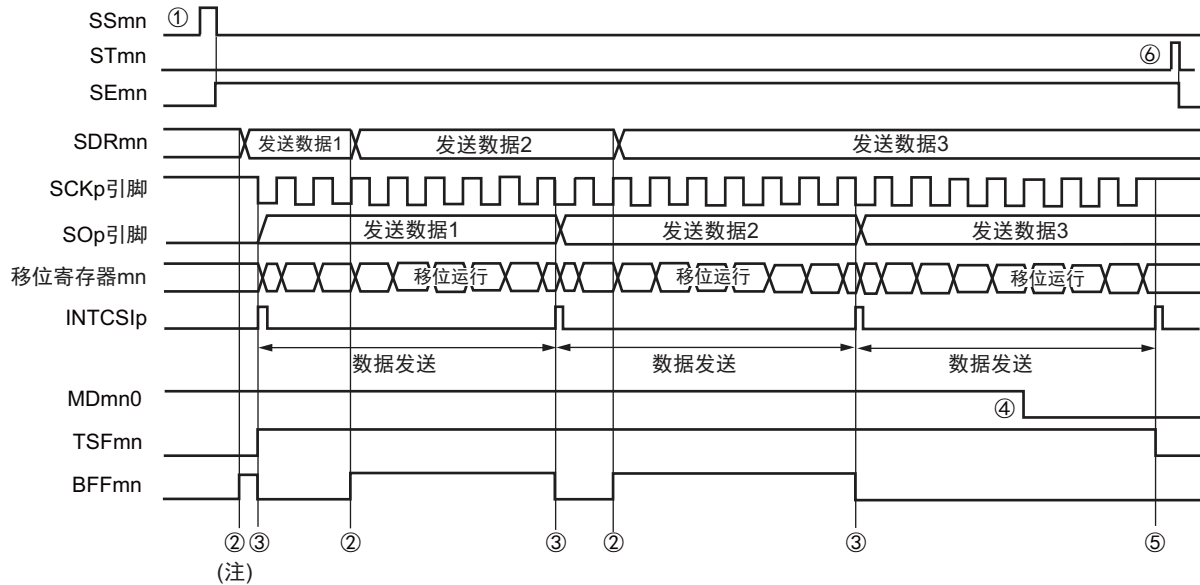 SSmn ①
STmn ⑥
SEmn
SDRmn 发送数据1 发送数据2 发送数据3
SCKp引脚
SOp引脚 发送数据1 发送数据2 发送数据3
移位寄存器mn 移位运行 移位运行 移位运行
INTCSIp
数据发送 数据发送 数据发送
MDmn0 ④
TSFmn
BFFmn
② ③ ② ③ ② ③ ⑤
(注)